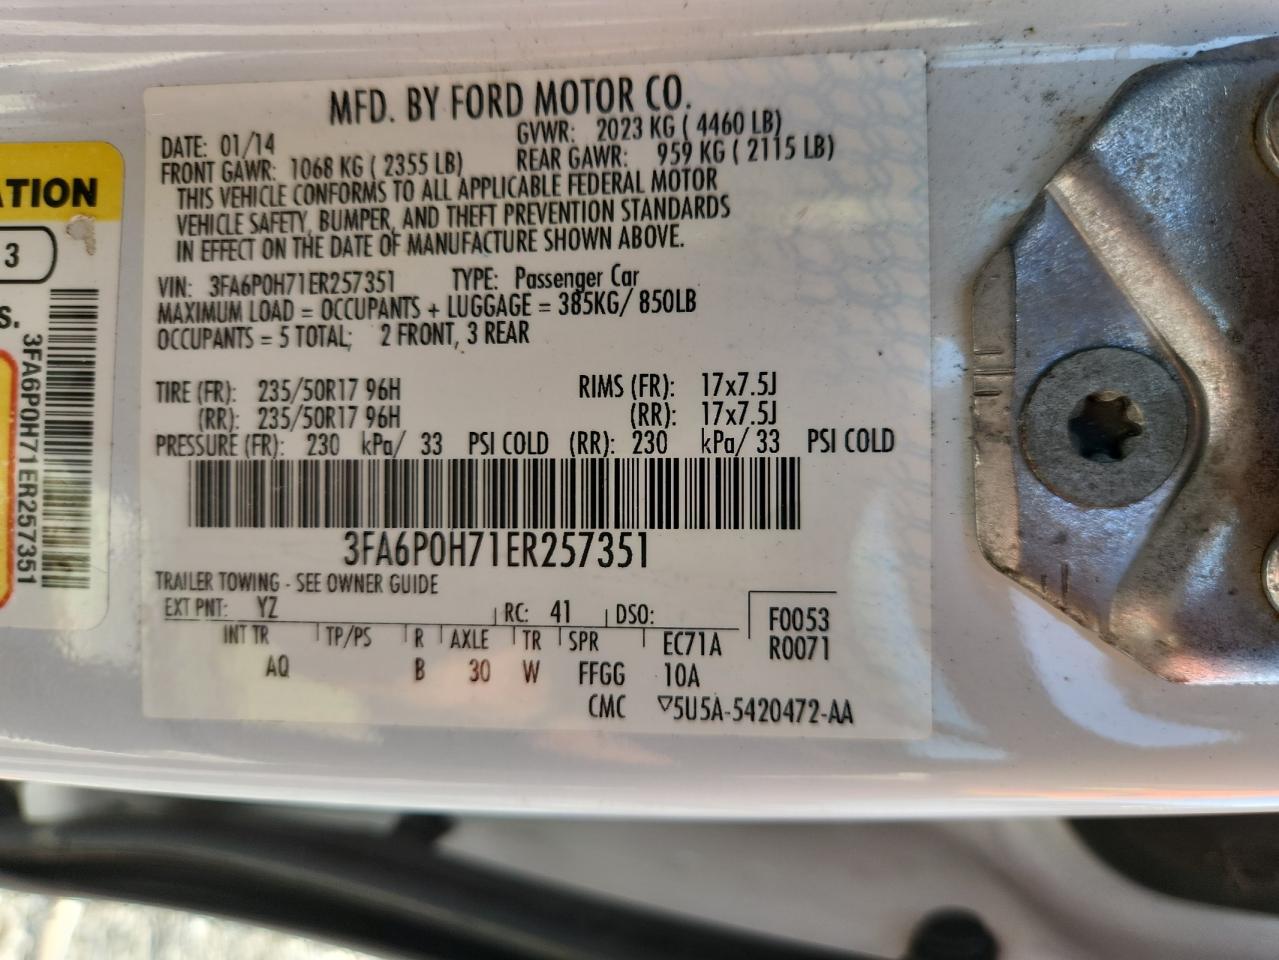 MFD. BY FORD MOTOR CO.
DATE: 01/14 GVWR: 2023 KG ( 4460 LB)
FRONT GAWR: 1068 KG ( 2355 LB) REAR GAWR: 959 KG ( 2115 LB)
THIS VEHICLE CONFORMS TO ALL APPLICABLE FEDERAL MOTOR
VEHICLE SAFETY, BUMPER, AND THEFT PREVENTION STANDARDS
IN EFFECT ON THE DATE OF MANUFACTURE SHOWN ABOVE.
VIN: 3FA6P0H71ER257351 TYPE: Passenger Car
MAXIMUM LOAD = OCCUPANTS + LUGGAGE = 385KG/ 850LB
OCCUPANTS = 5 TOTAL; 2 FRONT, 3 REAR
TIRE (FR): 235/50R17 96H RIMS (FR): 17x7.5J
(RR): 235/50R17 96H (RR): 17x7.5J
PRESSURE (FR): 230 kPa/ 33 PSI COLD (RR): 230 kPa/ 33 PSI COLD
3FA6P0H71ER257351
TRAILER TOWING - SEE OWNER GUIDE
EXT PNT: YZ RC: 41 DSO: F0053
INT TR TP/PS R AXLE TR SPR EC71A R0071
AQ B 30 W FFGG 10A
CMC ▽5U5A-5420472-AA
ATION
3
S.
3FA6P0H71ER257351